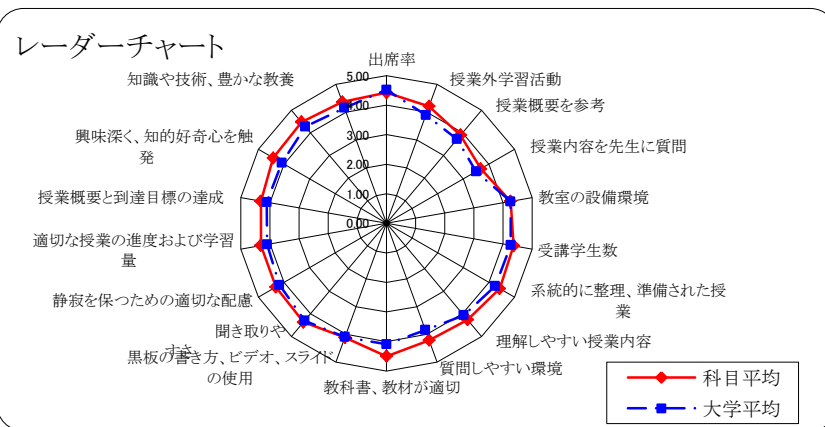 レーダーチャート
出席率
授業外学習活動
授業概要を参考
授業内容を先生に質問
教室の設備環境
受講学生数
系統的に整理、準備された授
業
理解しやすい授業内容
質問しやすい環境
教科書、教材が適切
黒板の書き方、ビデオ、スライド
の使用
聞き取りや
すさ
静寂を保つための適切な配慮
適切な授業の進度および学習
量
授業概要と到達目標の達成
興味深く、知的好奇心を触
発
知識や技術、豊かな教養
5.00
4.00
3.00
2.00
1.00
0.00
科目平均
大学平均